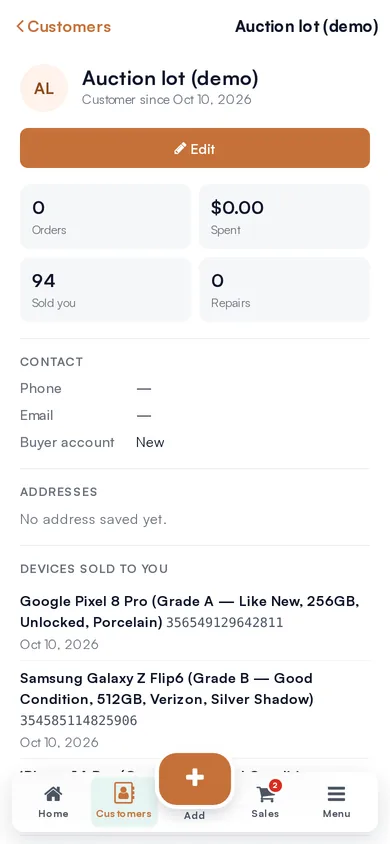 Customers
Auction lot (demo)
AL
Auction lot (demo)
Customer since Oct 10, 2026
Edit
0
Orders
$0.00
Spent
94
Sold you
0
Repairs
CONTACT
Phone —
Email —
Buyer account New
ADDRESSES
No address saved yet.
DEVICES SOLD TO YOU
Google Pixel 8 Pro (Grade A — Like New, 256GB,
Unlocked, Porcelain) 356549129642811
Oct 10, 2026
Samsung Galaxy Z Flip6 (Grade B — Good
Condition, 512GB, Verizon, Silver Shadow)
354585114825906
Oct 10, 2026
Home
Customers
Add
2
Sales
Menu